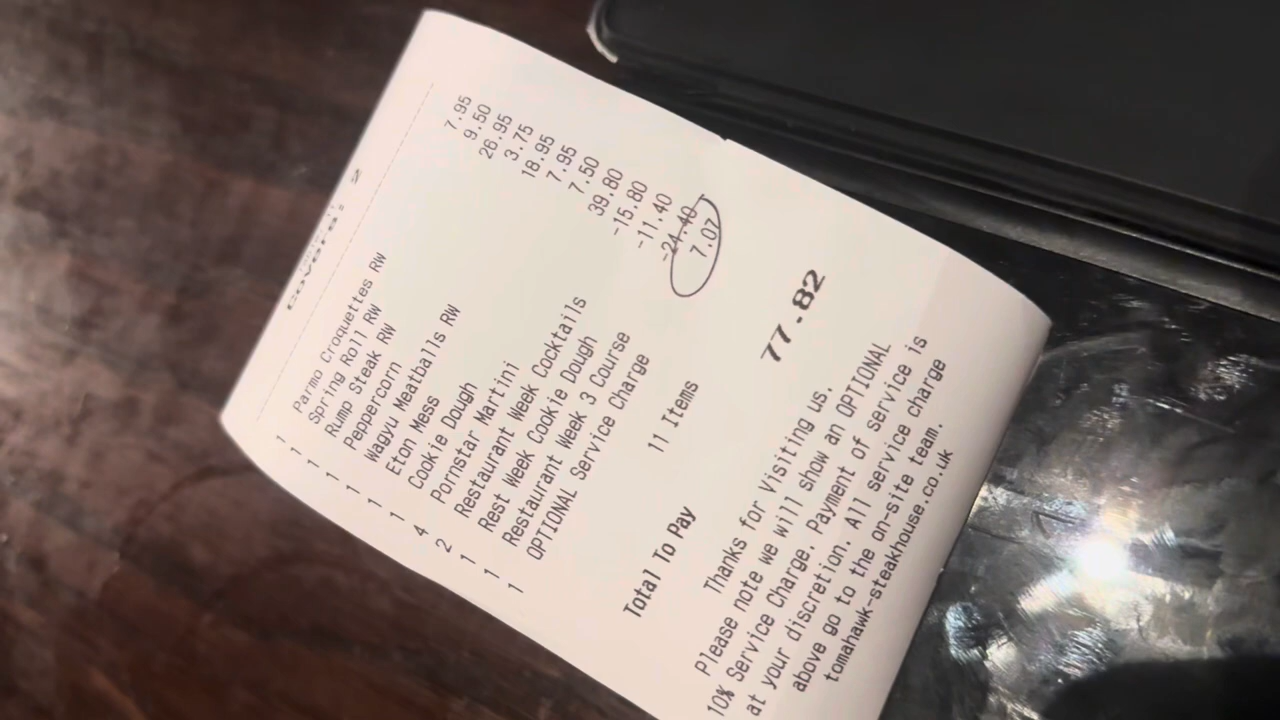 Covers: 2
1 Parmo Croquettes RW 7.95
1 Spring Roll RW 9.50
1 Rump Steak RW 26.95
1 Peppercorn 3.75
1 Wagyu Meatballs RW 18.95
1 Eton Mess 7.95
1 Cookie Dough 7.50
4 Pornstar Martini 39.80
2 Restaurant Week Cocktails -15.80
1 Rest Week Cookie Dough -11.40
1 Restaurant Week 3 Course -24.40
1 OPTIONAL Service Charge 7.07
11 Items
Total To Pay 77.82
Thanks for Visiting us.
Please note we will show an OPTIONAL
10% Service Charge. Payment of service is
at your discretion. All service charge
above go to the on-site team.
tomahawk-steakhouse.co.uk